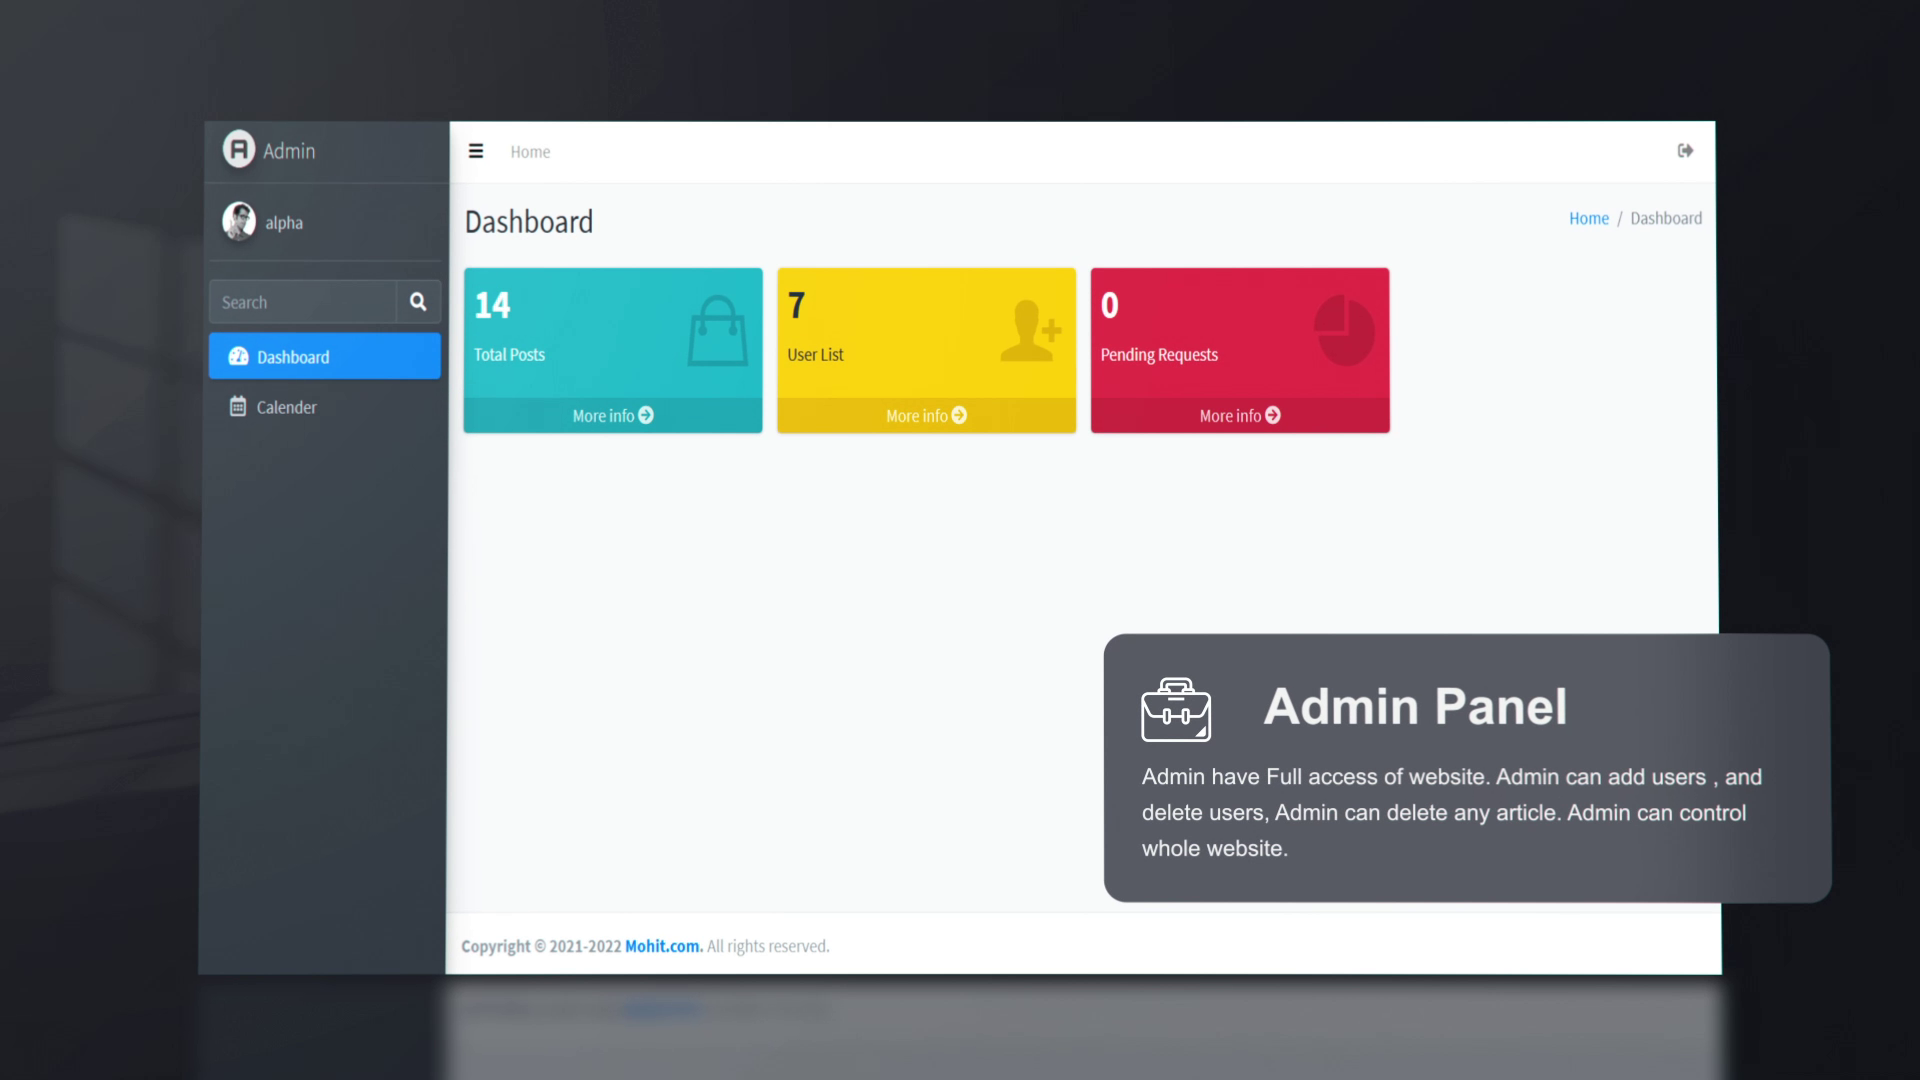 A Admin
Home
alpha
Dashboard
Home / Dashboard
Search
Dashboard
Calender
14
Total Posts
More info
7
User List
More info
0
Pending Requests
More info
Admin Panel
Admin have Full access of website. Admin can add users , and
delete users, Admin can delete any article. Admin can control
whole website.
Copyright © 2021-2022 Mohit.com. All rights reserved.